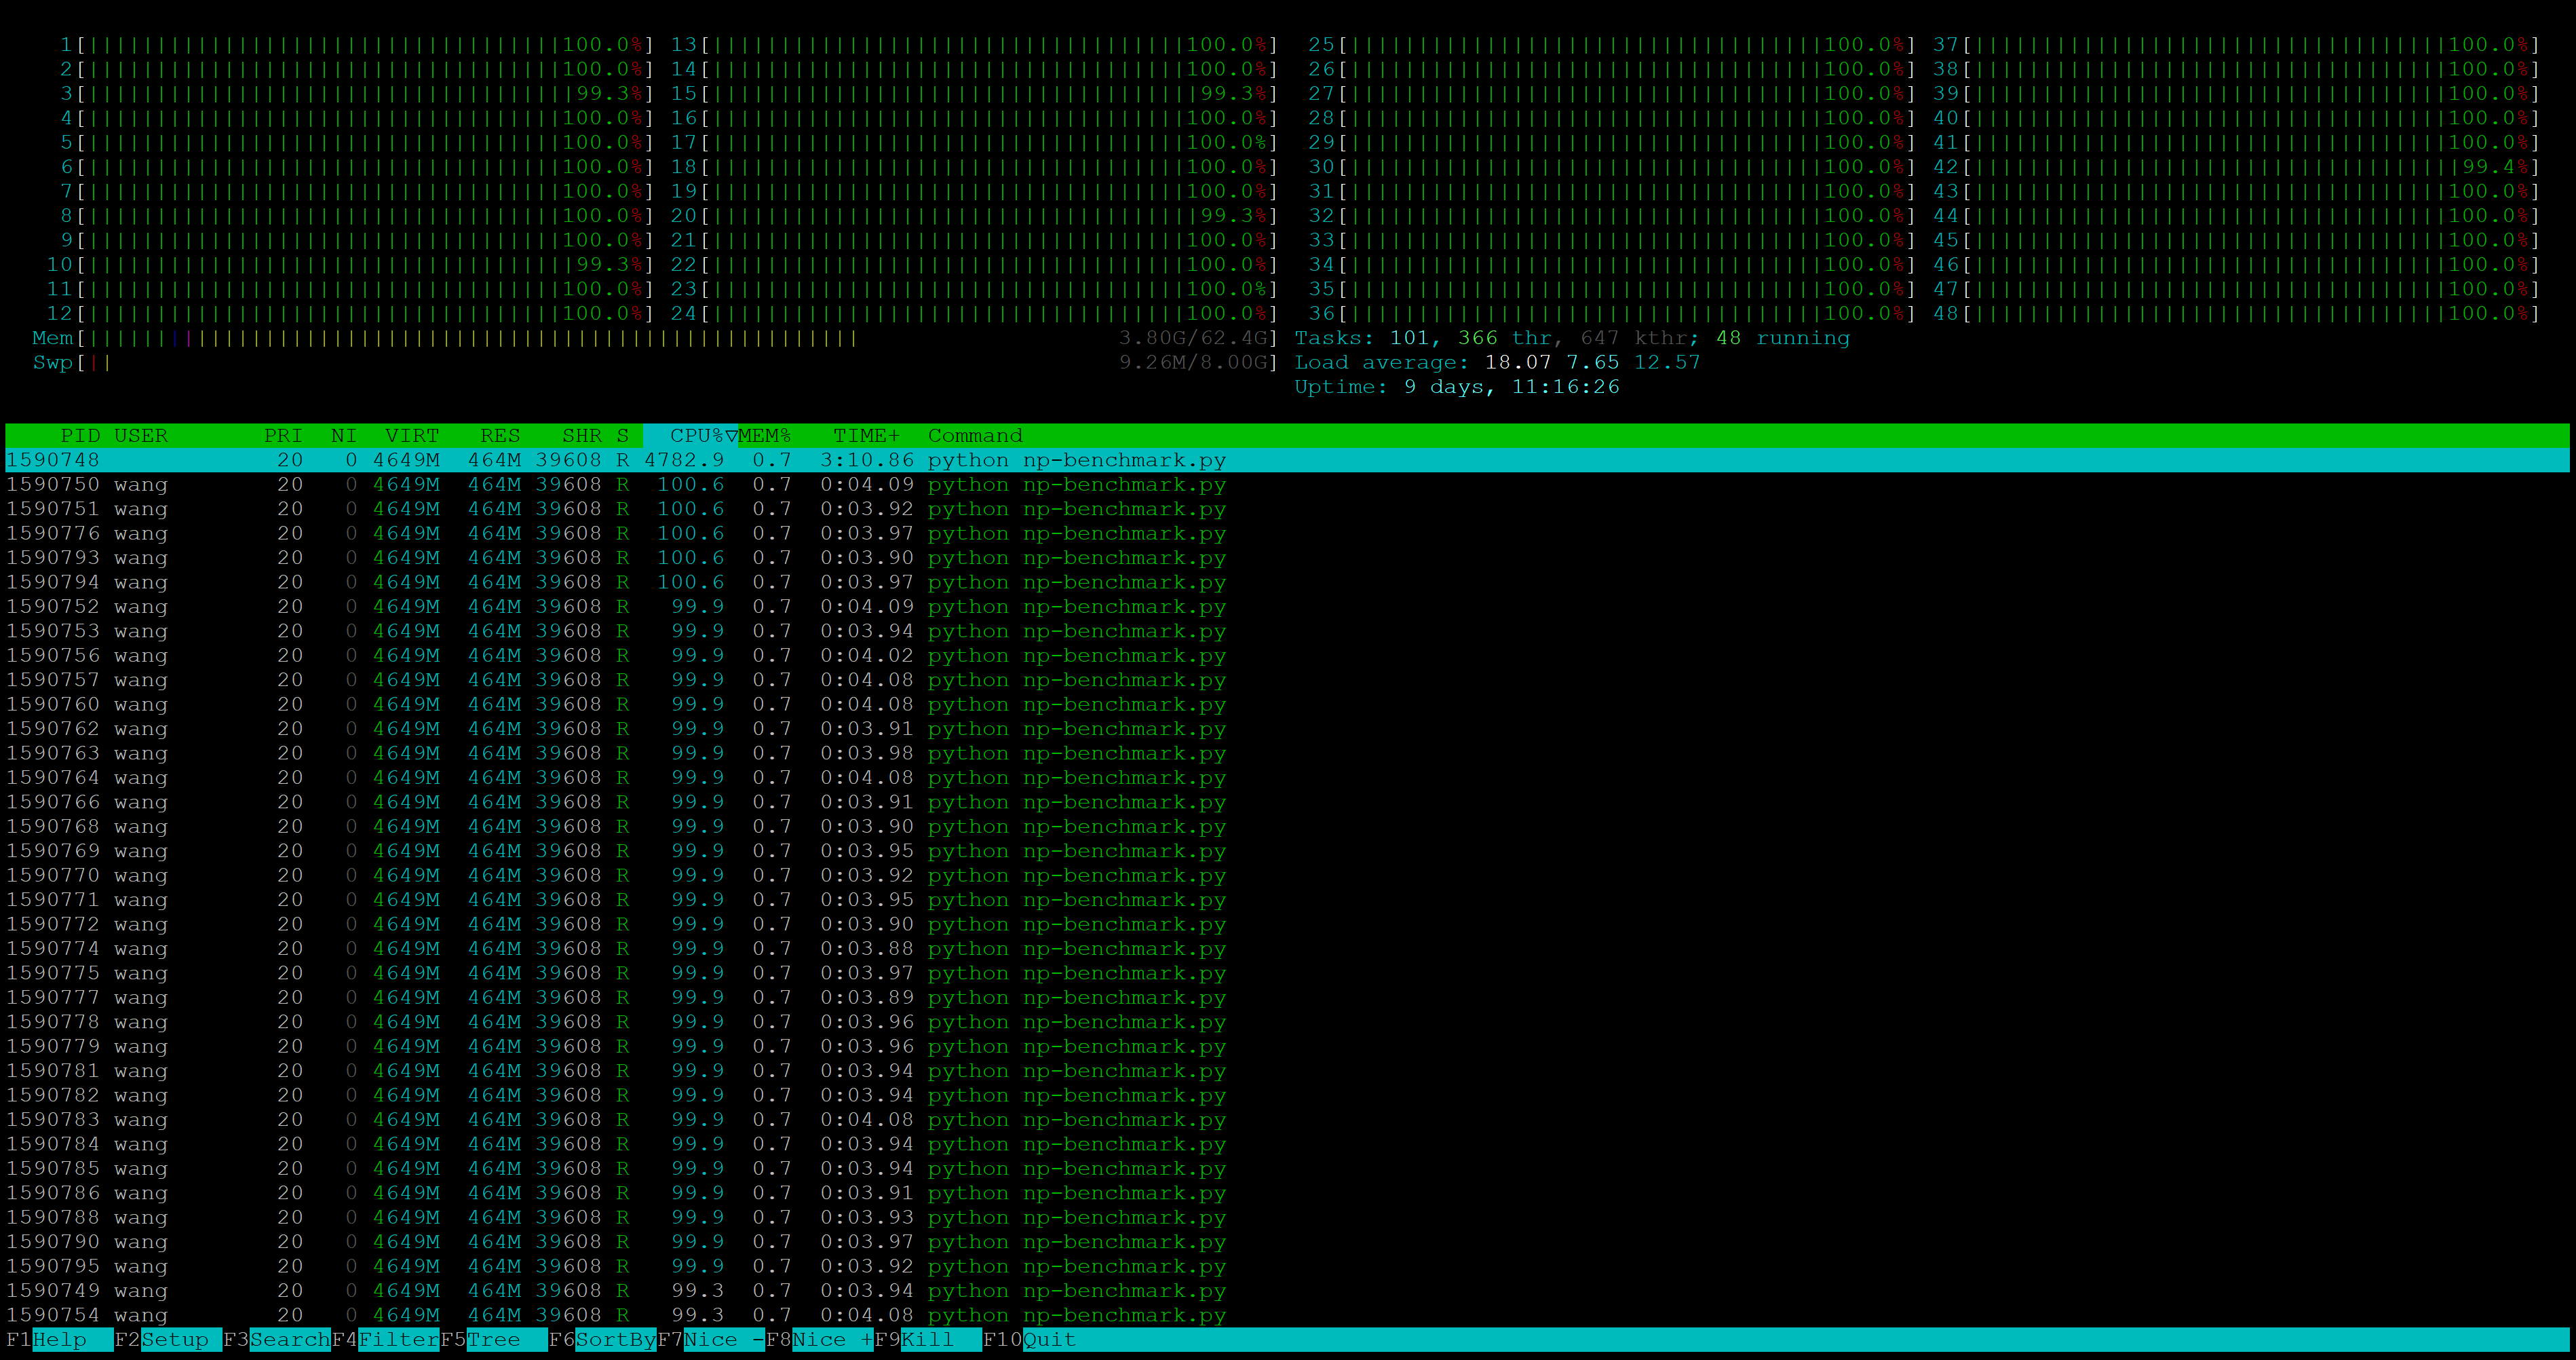 1[||||||||||||||||||||||||||||||||||||100.0%] 13[||||||||||||||||||||||||||||||||||||100.0%] 25[||||||||||||||||||||||||||||||||||||100.0%] 37[||||||||||||||||||||||||||||||||||||100.0%]
2[||||||||||||||||||||||||||||||||||||100.0%] 14[||||||||||||||||||||||||||||||||||||100.0%] 26[||||||||||||||||||||||||||||||||||||100.0%] 38[||||||||||||||||||||||||||||||||||||100.0%]
3[||||||||||||||||||||||||||||||||||||99.3%] 15[||||||||||||||||||||||||||||||||||||99.3%] 27[||||||||||||||||||||||||||||||||||||100.0%] 39[||||||||||||||||||||||||||||||||||||100.0%]
4[||||||||||||||||||||||||||||||||||||100.0%] 16[||||||||||||||||||||||||||||||||||||100.0%] 28[||||||||||||||||||||||||||||||||||||100.0%] 40[||||||||||||||||||||||||||||||||||||100.0%]
5[||||||||||||||||||||||||||||||||||||100.0%] 17[||||||||||||||||||||||||||||||||||||100.0%] 29[||||||||||||||||||||||||||||||||||||100.0%] 41[||||||||||||||||||||||||||||||||||||100.0%]
6[||||||||||||||||||||||||||||||||||||100.0%] 18[||||||||||||||||||||||||||||||||||||100.0%] 30[||||||||||||||||||||||||||||||||||||100.0%] 42[||||||||||||||||||||||||||||||||||||99.4%]
7[||||||||||||||||||||||||||||||||||||100.0%] 19[||||||||||||||||||||||||||||||||||||100.0%] 31[||||||||||||||||||||||||||||||||||||100.0%] 43[||||||||||||||||||||||||||||||||||||100.0%]
8[||||||||||||||||||||||||||||||||||||100.0%] 20[||||||||||||||||||||||||||||||||||||99.3%] 32[||||||||||||||||||||||||||||||||||||100.0%] 44[||||||||||||||||||||||||||||||||||||100.0%]
9[||||||||||||||||||||||||||||||||||||100.0%] 21[||||||||||||||||||||||||||||||||||||100.0%] 33[||||||||||||||||||||||||||||||||||||100.0%] 45[||||||||||||||||||||||||||||||||||||100.0%]
10[||||||||||||||||||||||||||||||||||||99.3%] 22[||||||||||||||||||||||||||||||||||||100.0%] 34[||||||||||||||||||||||||||||||||||||100.0%] 46[||||||||||||||||||||||||||||||||||||100.0%]
11[||||||||||||||||||||||||||||||||||||100.0%] 23[||||||||||||||||||||||||||||||||||||100.0%] 35[||||||||||||||||||||||||||||||||||||100.0%] 47[||||||||||||||||||||||||||||||||||||100.0%]
12[||||||||||||||||||||||||||||||||||||100.0%] 24[||||||||||||||||||||||||||||||||||||100.0%] 36[||||||||||||||||||||||||||||||||||||100.0%] 48[||||||||||||||||||||||||||||||||||||100.0%]
Mem[||||||||||||||||||||||||||||||||||||||||||||||||||||||||| 3.80G/62.4G] Tasks: 101, 366 thr, 647 kthr; 48 running
Swp[|| 9.26M/8.00G] Load average: 18.07 7.65 12.57
Uptime: 9 days, 11:16:26
PID USER PRI NI VIRT RES SHR S CPU%▽MEM% TIME+ Command
1590748 20 0 4649M 464M 39608 R 4782.9 0.7 3:10.86 python np-benchmark.py
1590750 wang 20 0 4649M 464M 39608 R 100.6 0.7 0:04.09 python np-benchmark.py
1590751 wang 20 0 4649M 464M 39608 R 100.6 0.7 0:03.92 python np-benchmark.py
1590776 wang 20 0 4649M 464M 39608 R 100.6 0.7 0:03.97 python np-benchmark.py
1590793 wang 20 0 4649M 464M 39608 R 100.6 0.7 0:03.90 python np-benchmark.py
1590794 wang 20 0 4649M 464M 39608 R 100.6 0.7 0:03.97 python np-benchmark.py
1590752 wang 20 0 4649M 464M 39608 R 99.9 0.7 0:04.09 python np-benchmark.py
1590753 wang 20 0 4649M 464M 39608 R 99.9 0.7 0:03.94 python np-benchmark.py
1590756 wang 20 0 4649M 464M 39608 R 99.9 0.7 0:04.02 python np-benchmark.py
1590757 wang 20 0 4649M 464M 39608 R 99.9 0.7 0:04.08 python np-benchmark.py
1590760 wang 20 0 4649M 464M 39608 R 99.9 0.7 0:04.08 python np-benchmark.py
1590762 wang 20 0 4649M 464M 39608 R 99.9 0.7 0:03.91 python np-benchmark.py
1590763 wang 20 0 4649M 464M 39608 R 99.9 0.7 0:03.98 python np-benchmark.py
1590764 wang 20 0 4649M 464M 39608 R 99.9 0.7 0:04.08 python np-benchmark.py
1590766 wang 20 0 4649M 464M 39608 R 99.9 0.7 0:03.91 python np-benchmark.py
1590768 wang 20 0 4649M 464M 39608 R 99.9 0.7 0:03.90 python np-benchmark.py
1590769 wang 20 0 4649M 464M 39608 R 99.9 0.7 0:03.95 python np-benchmark.py
1590770 wang 20 0 4649M 464M 39608 R 99.9 0.7 0:03.92 python np-benchmark.py
1590771 wang 20 0 4649M 464M 39608 R 99.9 0.7 0:03.95 python np-benchmark.py
1590772 wang 20 0 4649M 464M 39608 R 99.9 0.7 0:03.90 python np-benchmark.py
1590774 wang 20 0 4649M 464M 39608 R 99.9 0.7 0:03.88 python np-benchmark.py
1590775 wang 20 0 4649M 464M 39608 R 99.9 0.7 0:03.97 python np-benchmark.py
1590777 wang 20 0 4649M 464M 39608 R 99.9 0.7 0:03.89 python np-benchmark.py
1590778 wang 20 0 4649M 464M 39608 R 99.9 0.7 0:03.96 python np-benchmark.py
1590779 wang 20 0 4649M 464M 39608 R 99.9 0.7 0:03.96 python np-benchmark.py
1590781 wang 20 0 4649M 464M 39608 R 99.9 0.7 0:03.94 python np-benchmark.py
1590782 wang 20 0 4649M 464M 39608 R 99.9 0.7 0:03.94 python np-benchmark.py
1590783 wang 20 0 4649M 464M 39608 R 99.9 0.7 0:04.08 python np-benchmark.py
1590784 wang 20 0 4649M 464M 39608 R 99.9 0.7 0:03.94 python np-benchmark.py
1590785 wang 20 0 4649M 464M 39608 R 99.9 0.7 0:03.94 python np-benchmark.py
1590786 wang 20 0 4649M 464M 39608 R 99.9 0.7 0:03.91 python np-benchmark.py
1590788 wang 20 0 4649M 464M 39608 R 99.9 0.7 0:03.93 python np-benchmark.py
1590790 wang 20 0 4649M 464M 39608 R 99.9 0.7 0:03.97 python np-benchmark.py
1590795 wang 20 0 4649M 464M 39608 R 99.9 0.7 0:03.92 python np-benchmark.py
1590749 wang 20 0 4649M 464M 39608 R 99.3 0.7 0:03.94 python np-benchmark.py
1590754 wang 20 0 4649M 464M 39608 R 99.3 0.7 0:04.08 python np-benchmark.py
F1Help F2Setup F3SearchF4FilterF5Tree F6SortByF7Nice -F8Nice +F9Kill F10Quit